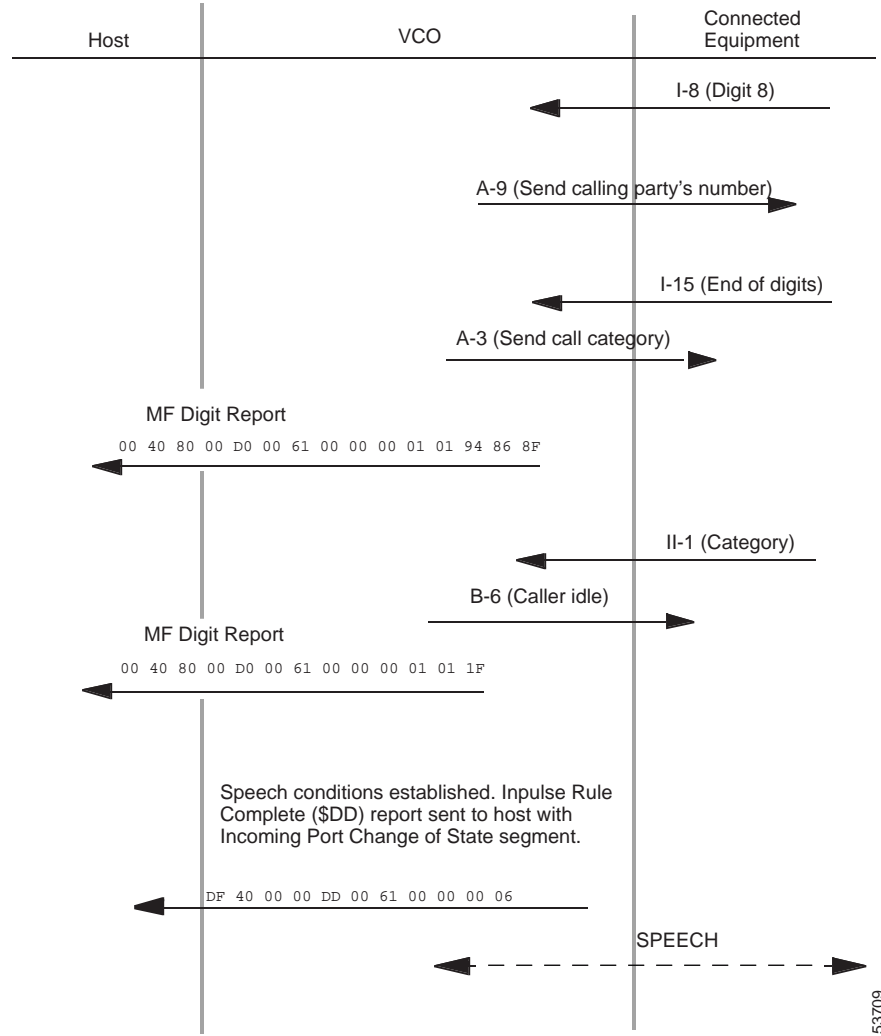 Host
VCO
Connected
Equipment
I-8 (Digit 8)
A-9 (Send calling party's number)
I-15 (End of digits)
A-3 (Send call category)
MF Digit Report
00 40 80 00 D0 00 61 00 00 00 01 01 94 86 8F
II-1 (Category)
B-6 (Caller idle)
MF Digit Report
00 40 80 00 D0 00 61 00 00 00 01 01 1F
Speech conditions established. Inpulse Rule
Complete ($DD) report sent to host with
Incoming Port Change of State segment.
DF 40 00 00 DD 00 61 00 00 00 06
SPEECH
53709